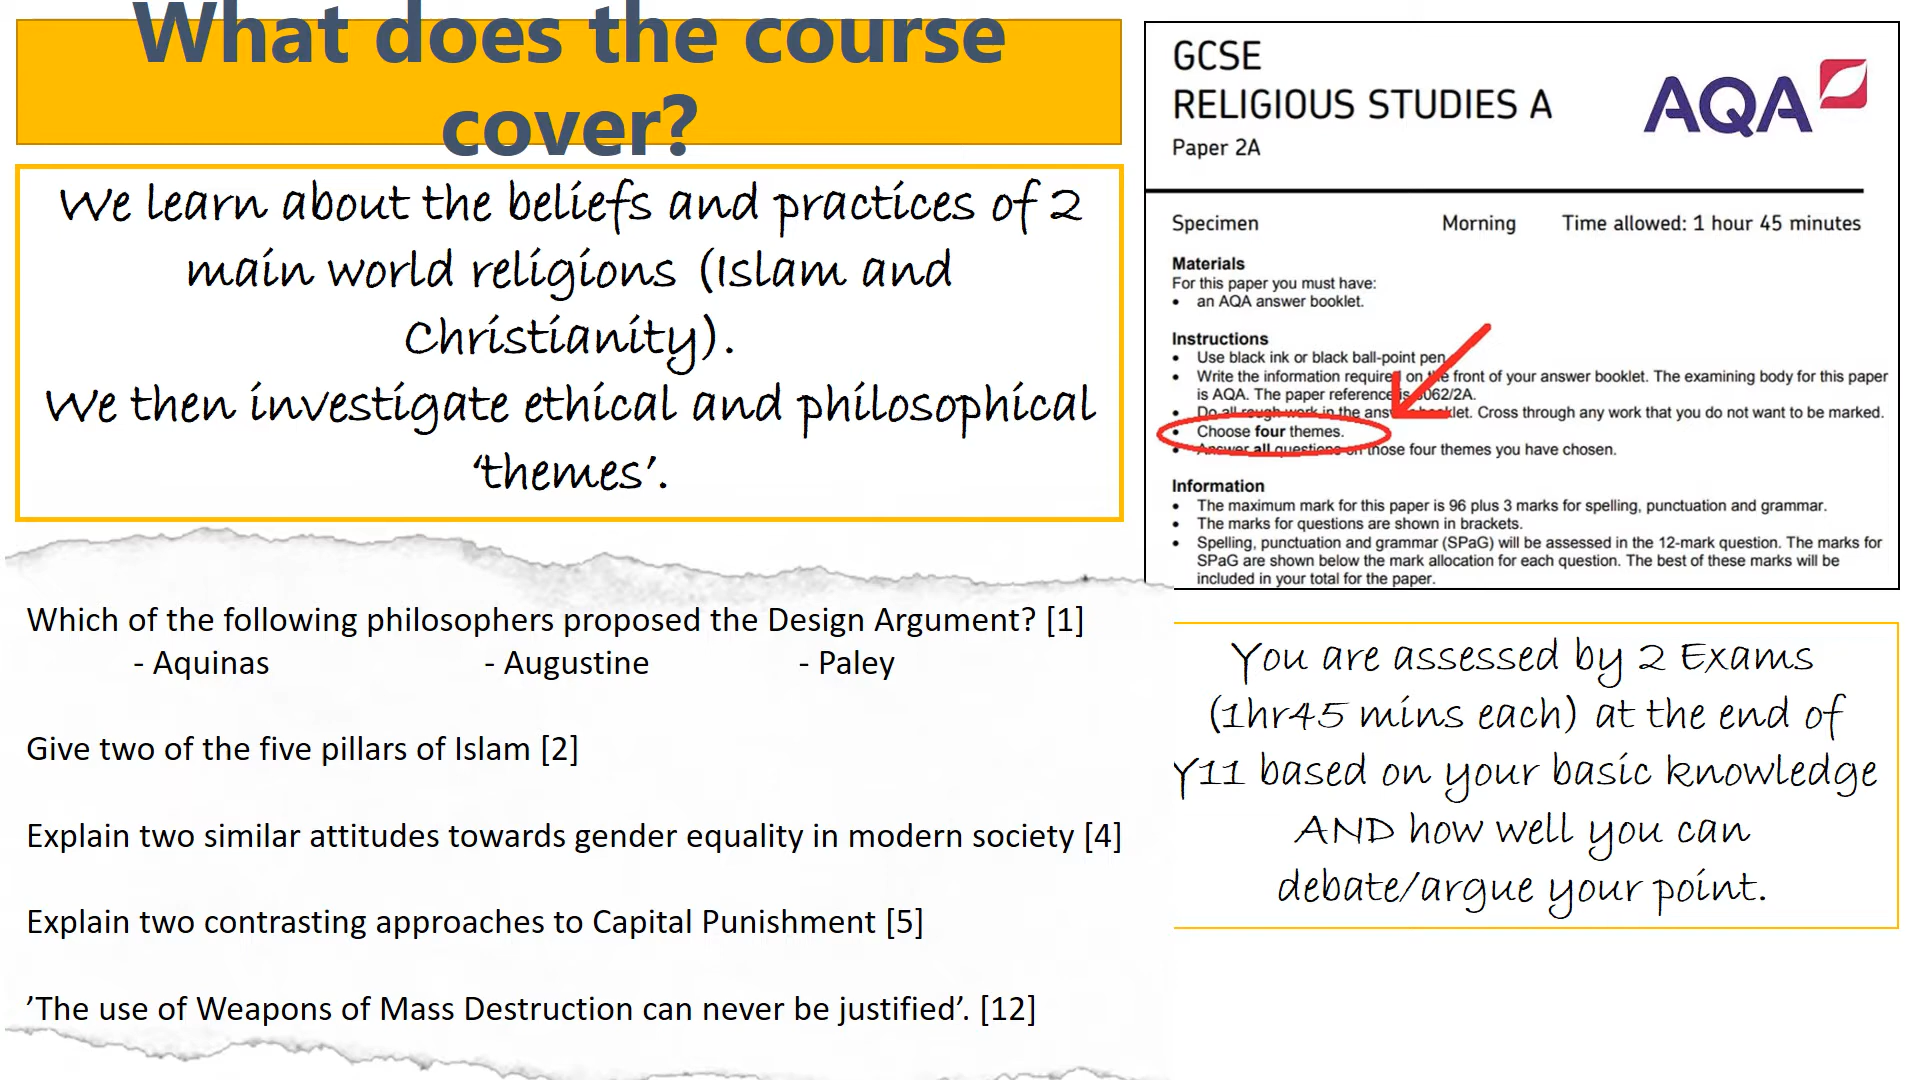 What does the course
cover?
We learn about the beliefs and practices of 2
main world religions (Islam and
Christianity).
We then investigate ethical and philosophical
'themes'.
GCSE
RELIGIOUS STUDIES A
Paper 2A
AQA
Specimen Morning Time allowed: 1 hour 45 minutes
Materials
For this paper you must have:
• an AQA answer booklet.
Instructions
• Use black ink or black ball-point pen
• Write the information required on the front of your answer booklet. The examining body for this paper
is AQA. The paper reference is 8062/2A.
• Do all rough work in the answer booklet. Cross through any work that you do not want to be marked.
• Choose four themes.
• Answer all questions on those four themes you have chosen.
Information
• The maximum mark for this paper is 96 plus 3 marks for spelling, punctuation and grammar.
• The marks for questions are shown in brackets.
• Spelling, punctuation and grammar (SPaG) will be assessed in the 12-mark question. The marks for
SPaG are shown below the mark allocation for each question. The best of these marks will be
included in your total for the paper.
Which of the following philosophers proposed the Design Argument? [1]
- Aquinas - Augustine - Paley
Give two of the five pillars of Islam [2]
Explain two similar attitudes towards gender equality in modern society [4]
Explain two contrasting approaches to Capital Punishment [5]
’The use of Weapons of Mass Destruction can never be justified’. [12]
You are assessed by 2 Exams
(1hr45 mins each) at the end of
Y11 based on your basic knowledge
AND how well you can
debate/argue your point.